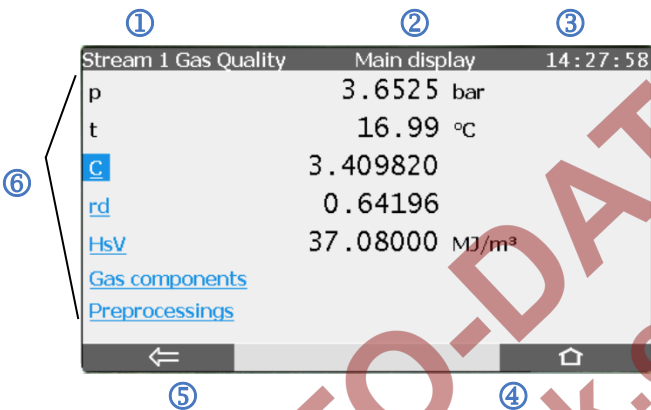 ① ② ③
Stream 1 Gas Quality Main display 14:27:58
p 3.6525 bar
t 16.99 °C
C 3.409820
rd 0.64196
HsV 37.08000 MJ/m³
Gas components
Preprocessings
⑥
⑤ ④